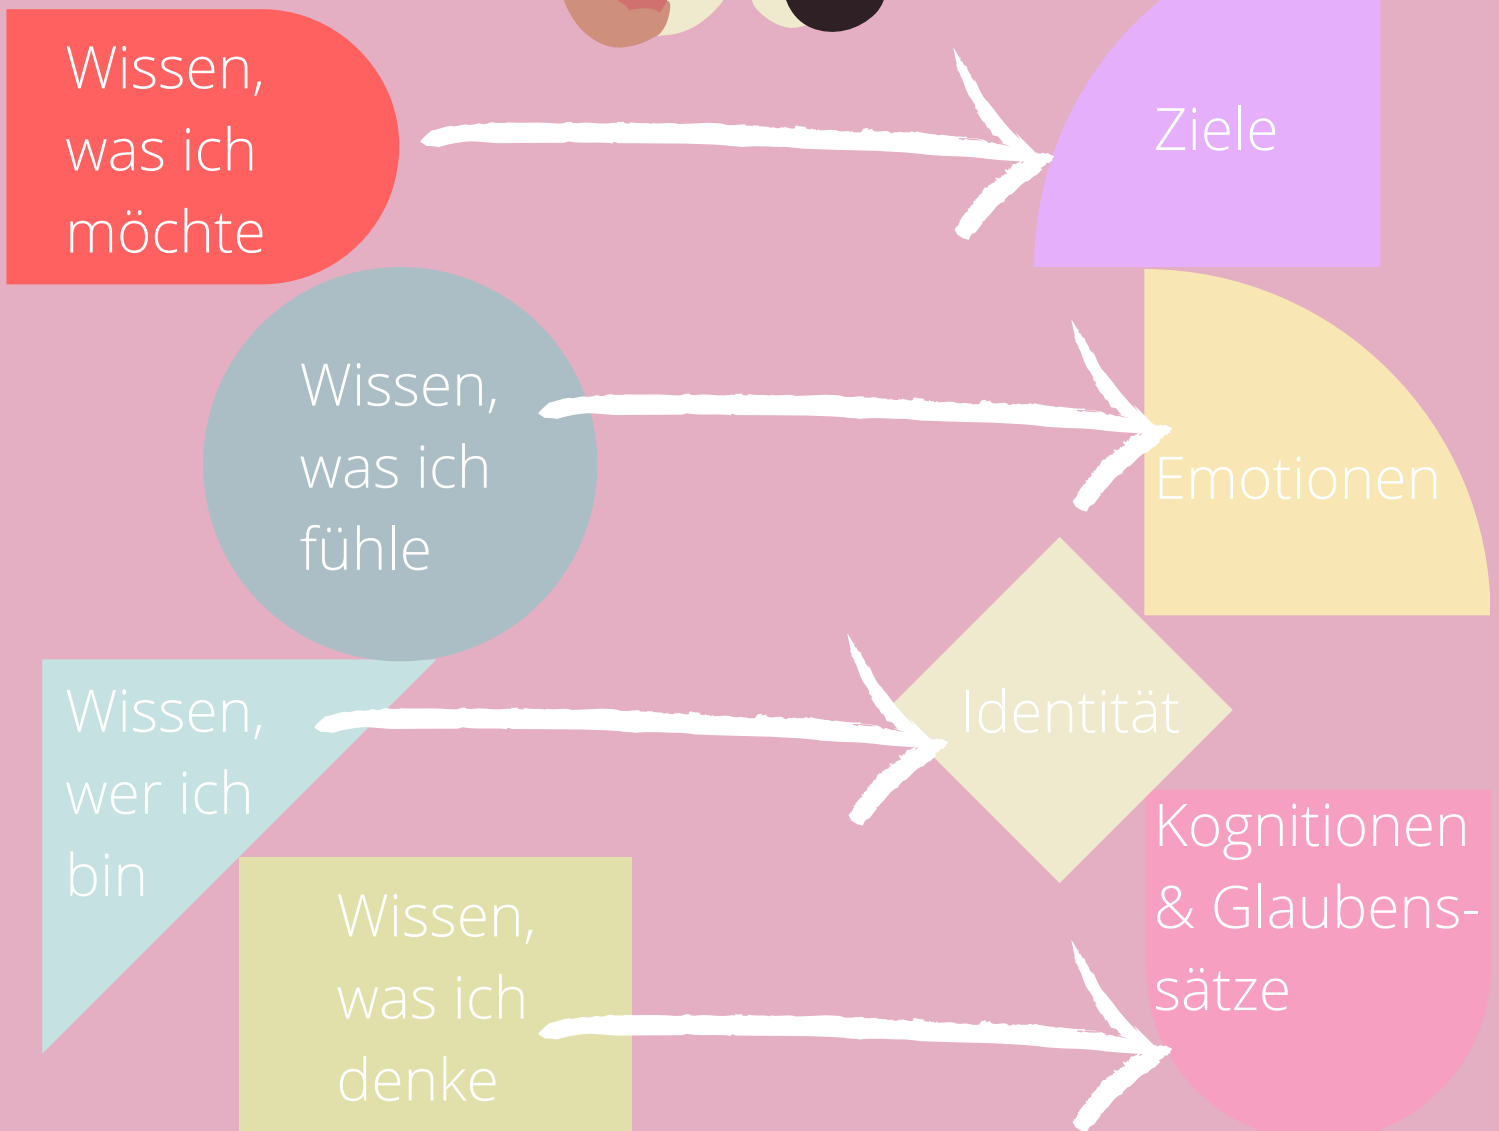 Wissen,
was ich
möchte
Ziele
Wissen,
was ich
fühle
Emotionen
Wissen,
wer ich
bin
Identität
Wissen,
was ich
denke
Kognitionen
& Glaubens-
sätze